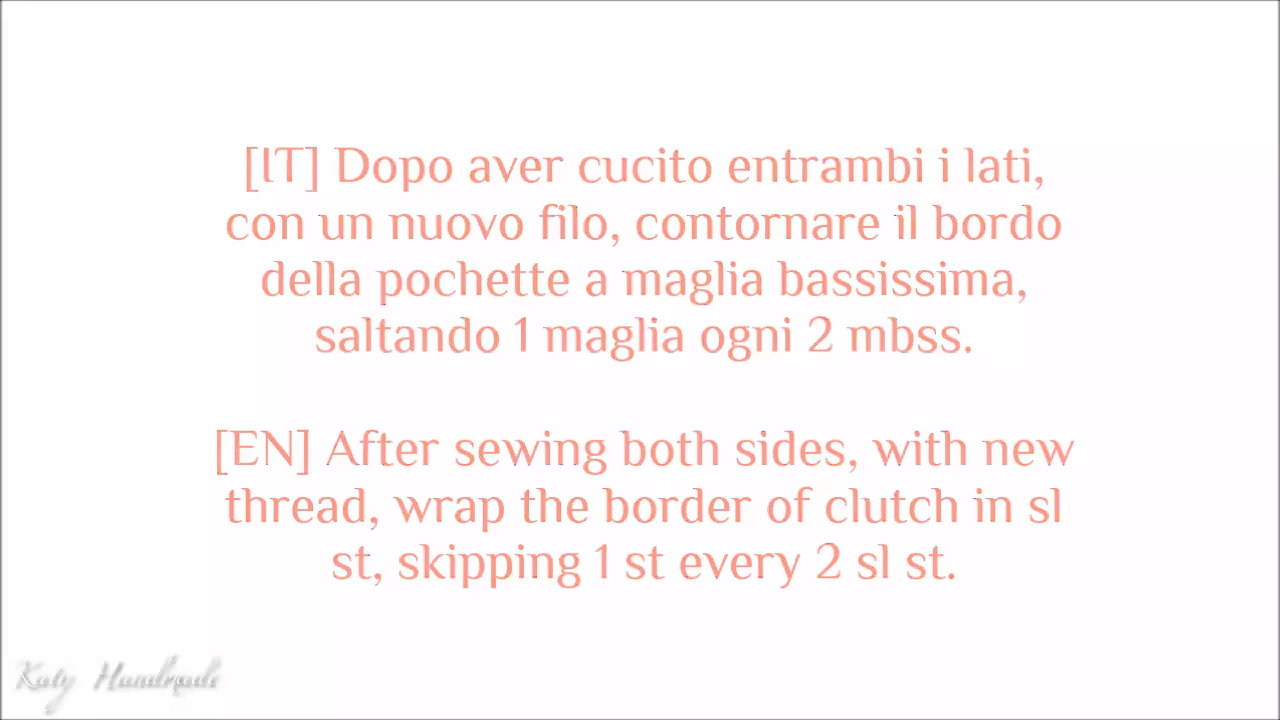 [IT] Dopo aver cucito entrambi i lati,
con un nuovo filo, contornare il bordo
della pochette a maglia bassissima,
saltando 1 maglia ogni 2 mbss.
[EN] After sewing both sides, with new
thread, wrap the border of clutch in sl
st, skipping 1 st every 2 sl st.
Katy Handmade